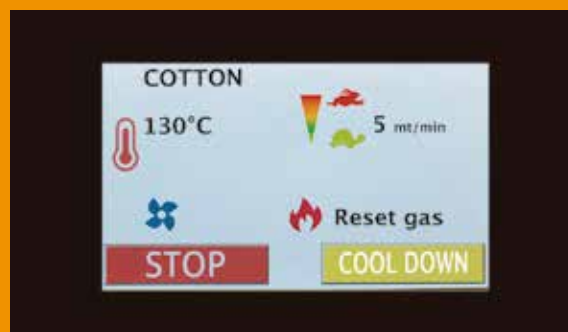 COTTON
130°C
5 mt/min
Reset gas
STOP
COOL DOWN